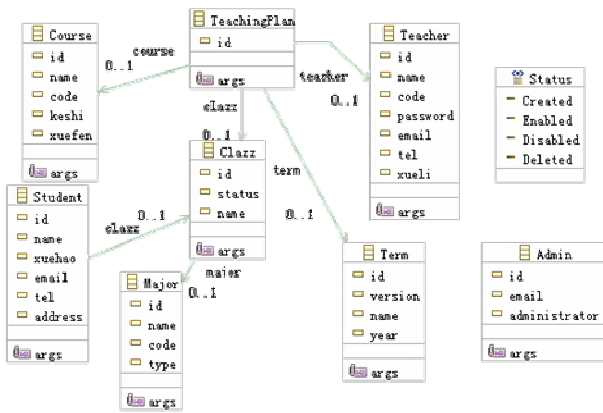 TeachingPlan
id
args
Course
id
name
code
keshi
xuefen
args
course
0..1
Teacher
id
name
code
password
email
tel
xueli
args
teacher
0..1
Status
Created
Enabled
Disabled
Deleted
clazz
0..1
Clazz
id
status
name
args
term
0..1
Student
id
name
xuehao
email
tel
address
args
clazz
0..1
major
0..1
Major
id
name
code
type
args
Term
id
version
name
year
args
Admin
id
email
administrator
args